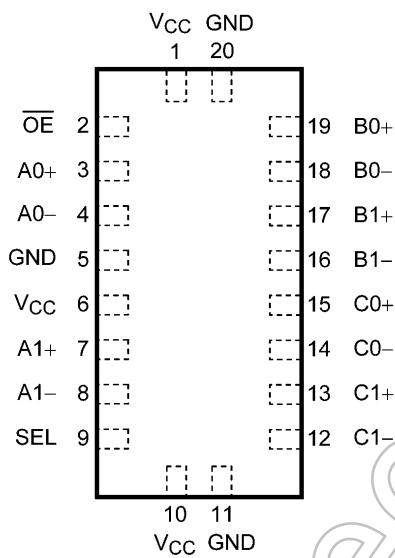 VCC GND
1 20
OE 2 19 B0+
A0+ 3 18 B0−
A0− 4 17 B1+
GND 5 16 B1−
VCC 6 15 C0+
A1+ 7 14 C0−
A1− 8 13 C1+
SEL 9 12 C1−
10 11
VCC GND